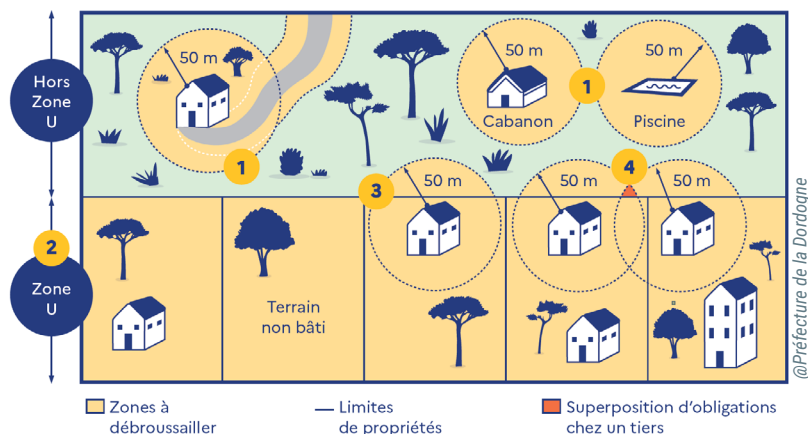 Hors
Zone
U
50 m
1
50 m
Cabanon
1
50 m
Piscine
2
Zone
U
Terrain
non bâti
3
50 m
50 m
4
50 m
@Préfecture de la Dordogne
Zones à
débroussailler
Limites
de propriétés
Superposition d'obligations
chez un tiers